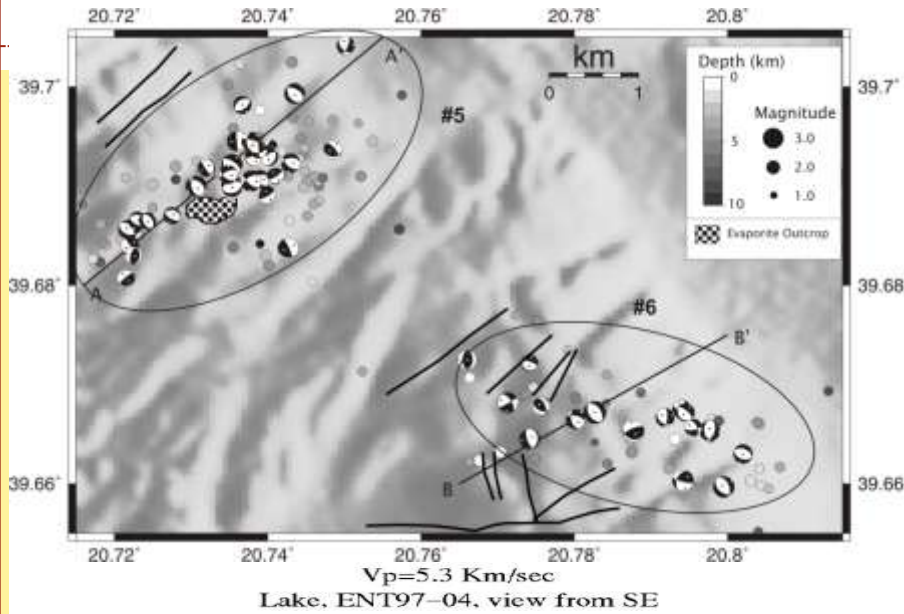 20.72° 20.74° 20.76° 20.78° 20.8°
km
0 1
Depth (km)
0
5
10
Magnitude
3.0
2.0
1.0
Evaporite Outcrop
39.7° 39.7°
A'
#5
39.68° 39.68°
A
#6
B'
39.66° 39.66
B
20.72° 20.74° 20.76° 20.78° 20.8°
Vp=5.3 Km/sec
Lake, ENT97-04, view from SE